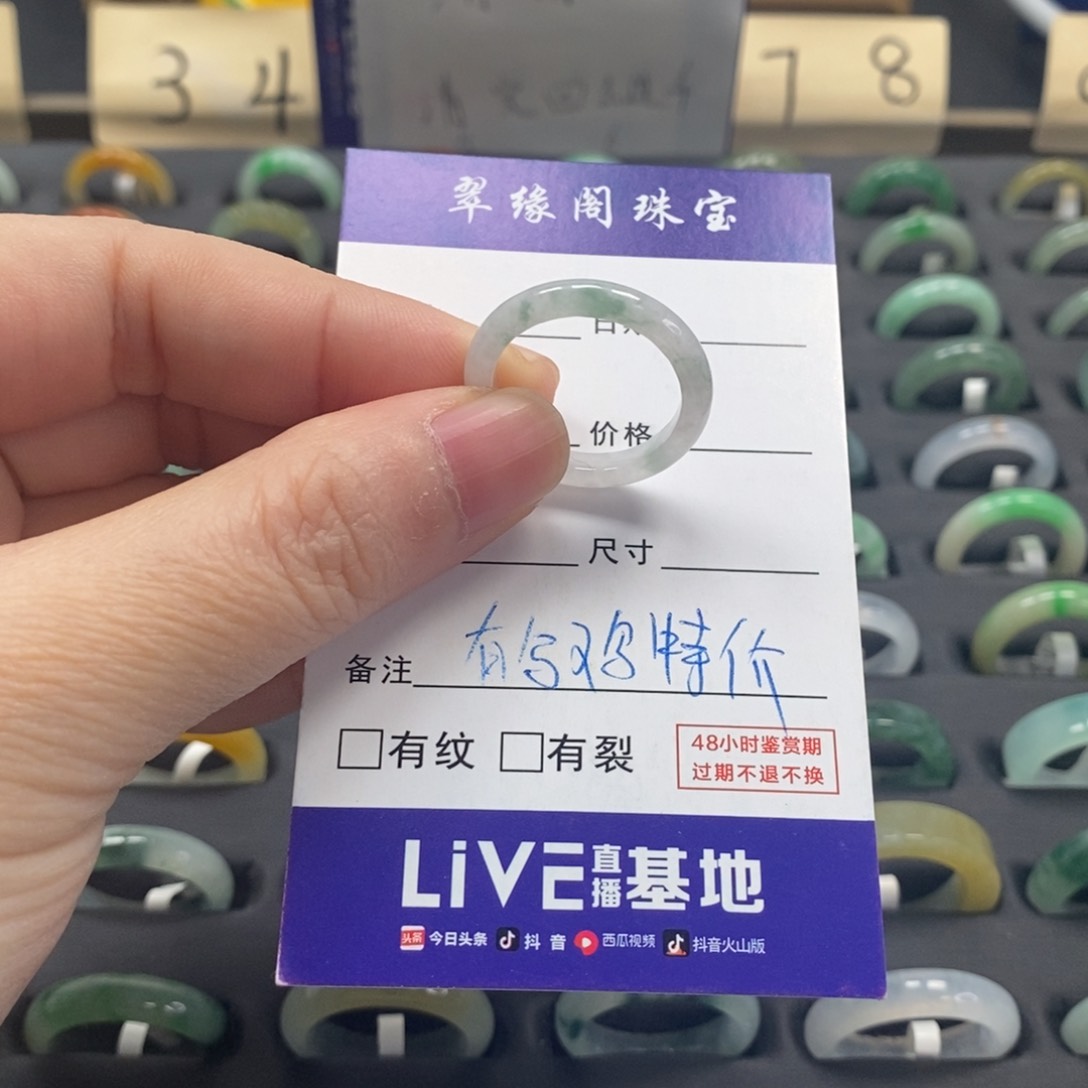 3 4
7 8
翠缘阁珠宝
价格
尺寸
备注 有与鸡特价
□有纹 □有裂
48小时鉴赏期
过期不退不换
LiVE直播基地
头条 今日头条 抖音 西瓜视频 抖音火山版